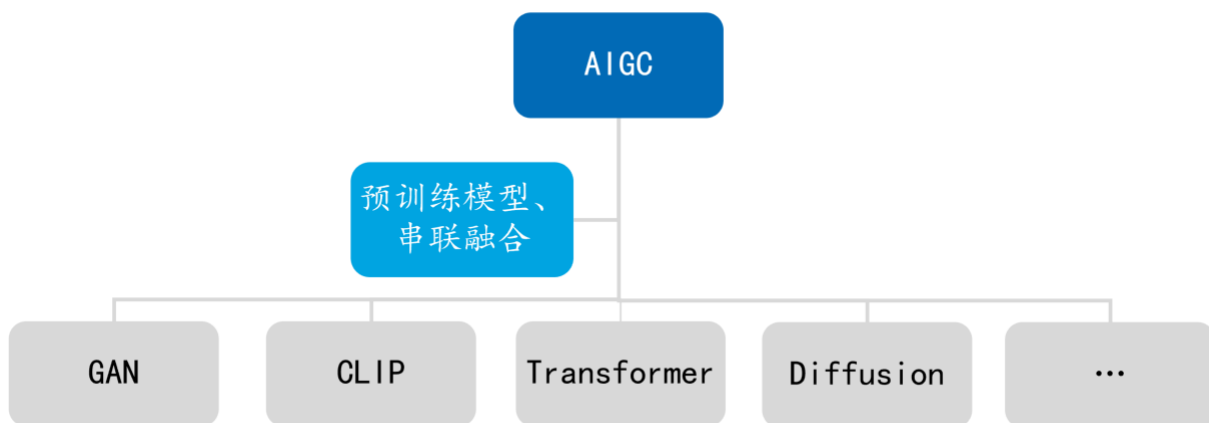 AIGC
预训练模型、
串联融合
GAN
CLIP
Transformer
Diffusion
…